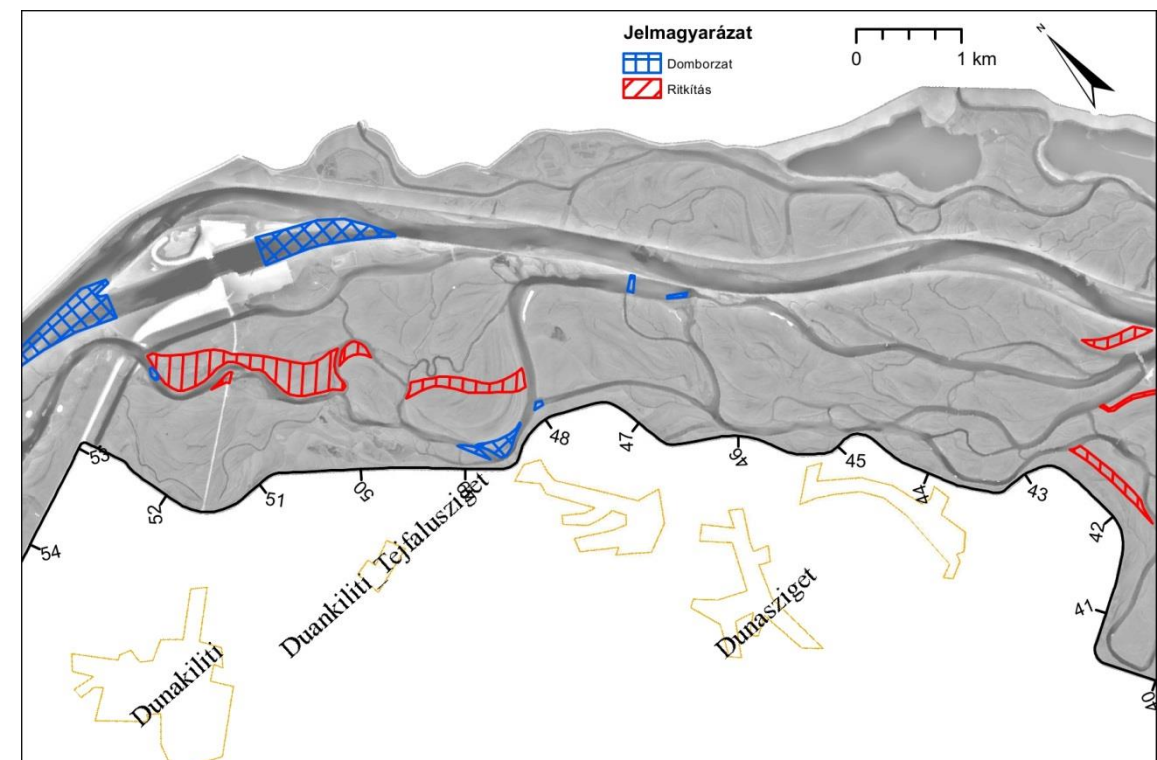 Jelmagyarázat
Domborzat
Ritkítás
0 1 km
N
53
54
52
51
50
48
47
46
45
44
43
42
41
40
Duankiliti Tejfalusziget
Dunasziget
Dunakiliti